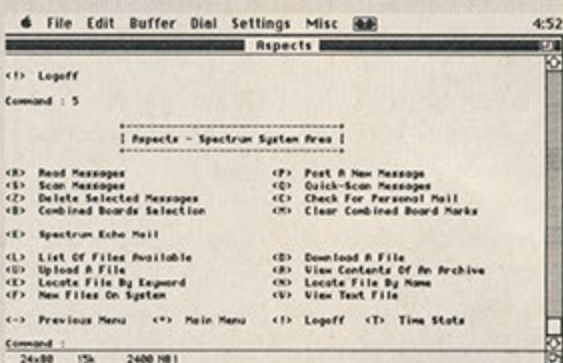 File Edit Buffer Dial Settings Misc 4:52
Aspects
<!> Logoff
Command : 5
[ Aspects - Spectrum System Area ]
<R> Read Messages <P> Post A New Message
<S> Scan Messages <Q> Quick-Scan Messages
<Z> Delete Selected Messages <C> Check For Personal Mail
<B> Combined Boards Selection <M> Clear Combined Board Marks
<E> Spectrum Echo Mail
<L> List Of Files Available <D> Download A File
<U> Upload A File View Contents Of An Archive
<K> Locate File By Keyword <N> Locate File By Name
<F> New Files On System <V> View Text File
<-> Previous Menu <*> Main Menu <!> Logoff <T> Time Stats
Command :
24x80 15k 2400 N81